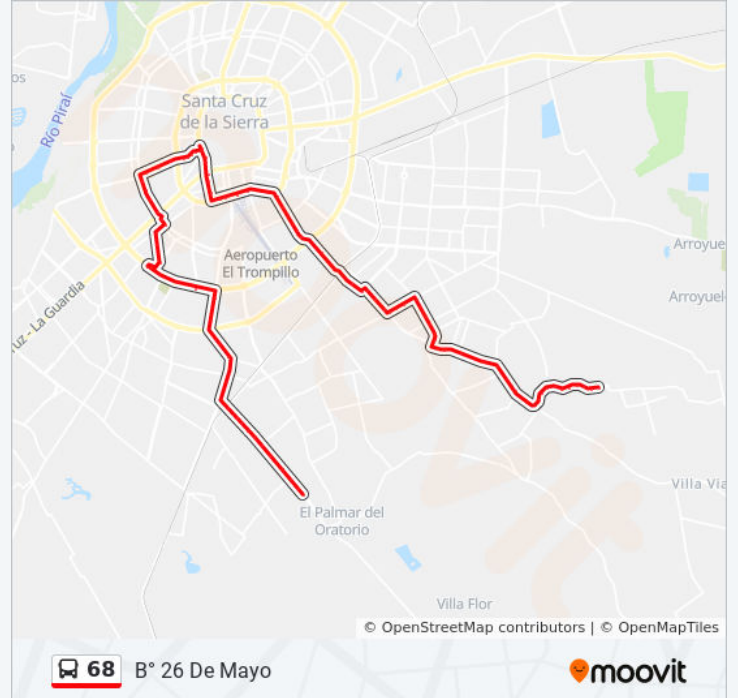 os
Río Piraí
Santa Cruz
de la Sierra
Arroyue
Aeropuerto
El Trompillo
Arroyuel
uz - La Guardia
Villa Via
El Palmar del
Oratorio
Villa Flor
© OpenStreetMap contributors | © OpenMapTiles
68 B° 26 De Mayo
moovit